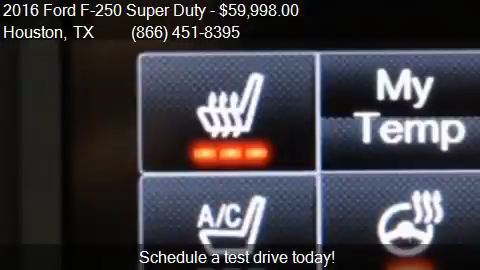 2016 Ford F-250 Super Duty - $59,998.00
Houston, TX (866) 451-8395
My
Temp
A/C
Schedule a test drive today!